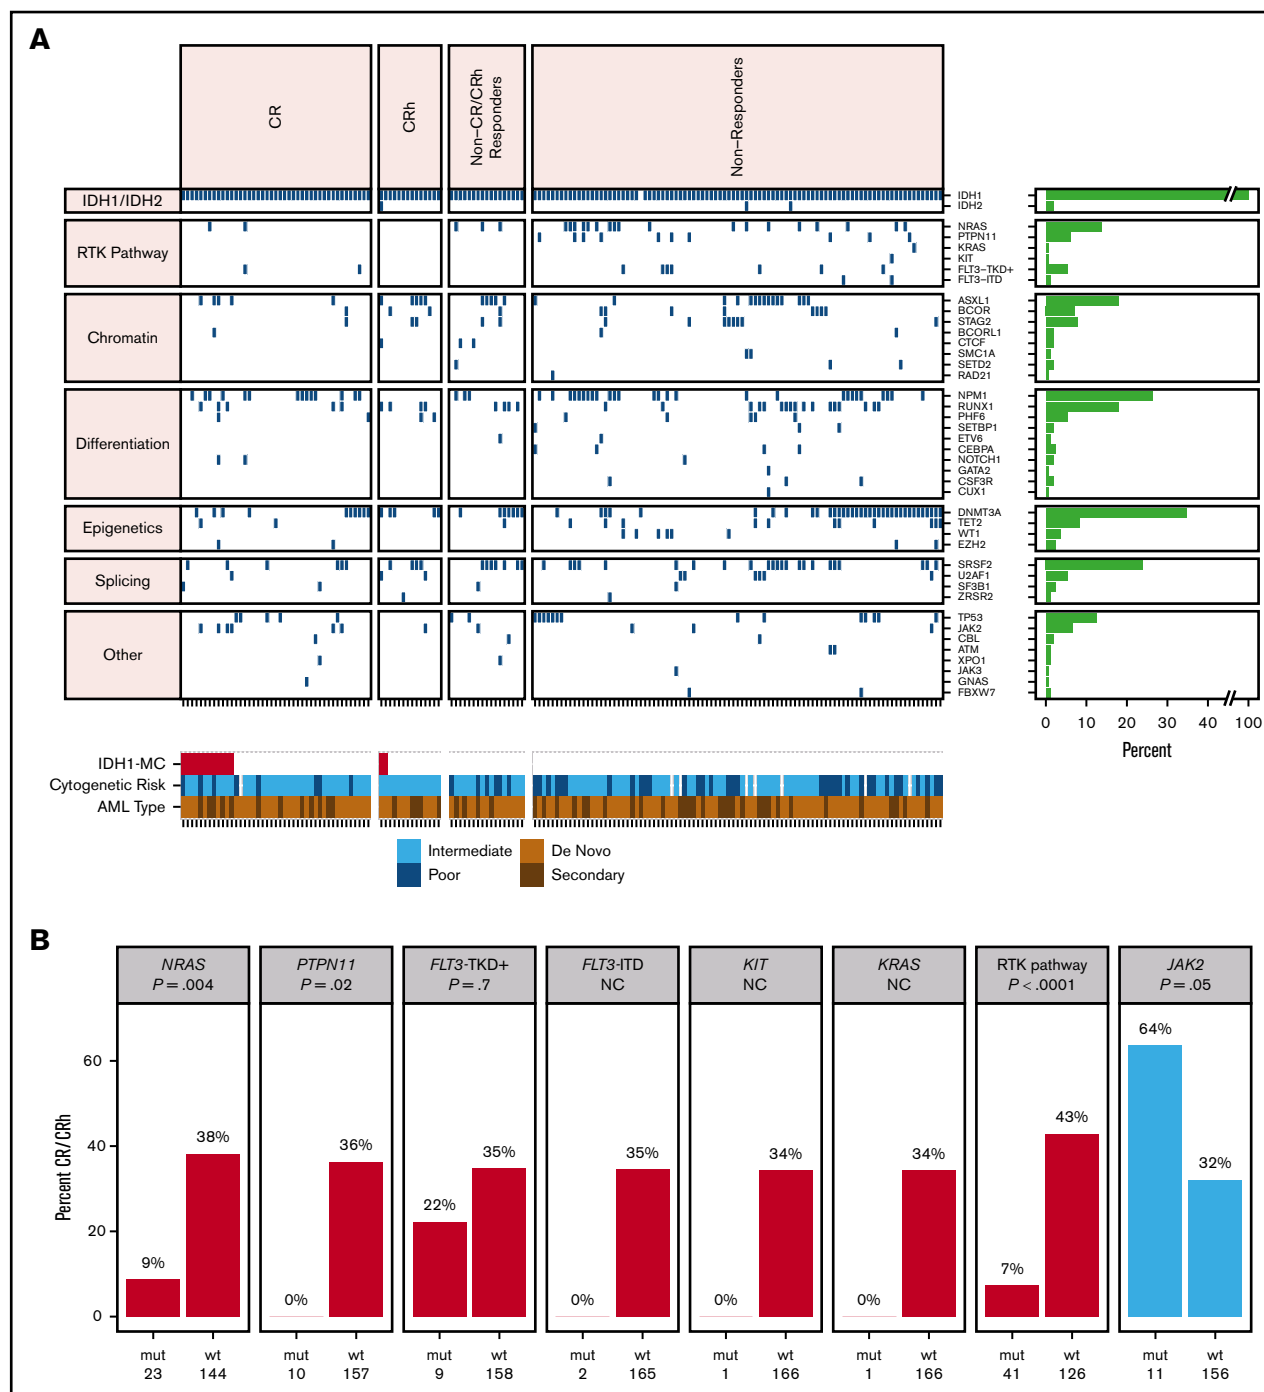 A
CR
CRh
Non–CR/CRh
Responders
Non–Responders
IDH1/IDH2
IDH1
IDH2
RTK Pathway
NRAS
PTPN11
KRAS
KIT
FLT3–TKD+
FLT3–ITD
Chromatin
ASXL1
BCOR
STAG2
BCORL1
CTCF
SMC1A
SETD2
RAD21
Differentiation
NPM1
RUNX1
PHF6
SETBP1
ETV6
CEBPA
NOTCH1
GATA2
CSF3R
CUX1
Epigenetics
DNMT3A
TET2
WT1
EZH2
Splicing
SRSF2
U2AF1
SF3B1
ZRSR2
Other
TP53
JAK2
CBL
ATM
XPO1
JAK3
GNAS
FBXW7
0 10 20 30 40 100
Percent
IDH1-MC
Cytogenetic Risk
AML Type
Intermediate De Novo
Poor Secondary
B
NRAS PTPN11 FLT3-TKD+ FLT3-ITD KIT KRAS RTK pathway JAK2
P = .004 P = .02 P = .7 NC NC NC P < .0001 P = .05
Percent CR/CRh
60
40
20
0
9% 38% 0% 36% 22% 35% 0% 35% 0% 34% 0% 34% 7% 43% 64% 32%
mut wt mut wt mut wt mut wt mut wt mut wt mut wt mut wt
23 144 10 157 9 158 2 165 1 166 1 166 41 126 11 156